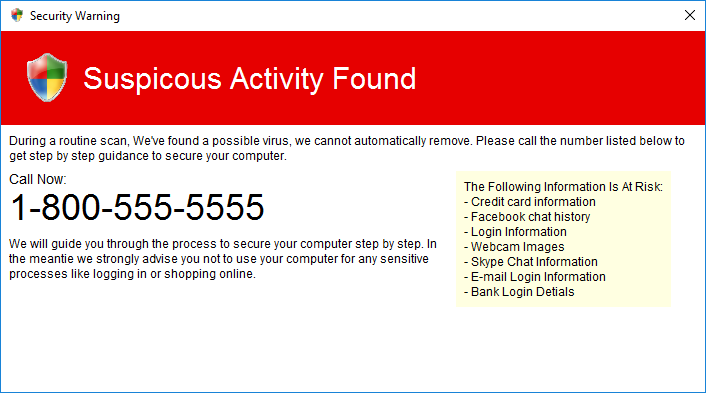 Security Warning
Suspicous Activity Found
During a routine scan, We've found a possible virus, we cannot automatically remove. Please call the number listed below to
get step by step guidance to secure your computer.
Call Now:
1-800-555-5555
We will guide you through the process to secure your computer step by step. In
the meantie we strongly advise you not to use your computer for any sensitive
processes like logging in or shopping online.
The Following Information Is At Risk:
- Credit card information
- Facebook chat history
- Login Information
- Webcam Images
- Skype Chat Information
- E-mail Login Information
- Bank Login Detials